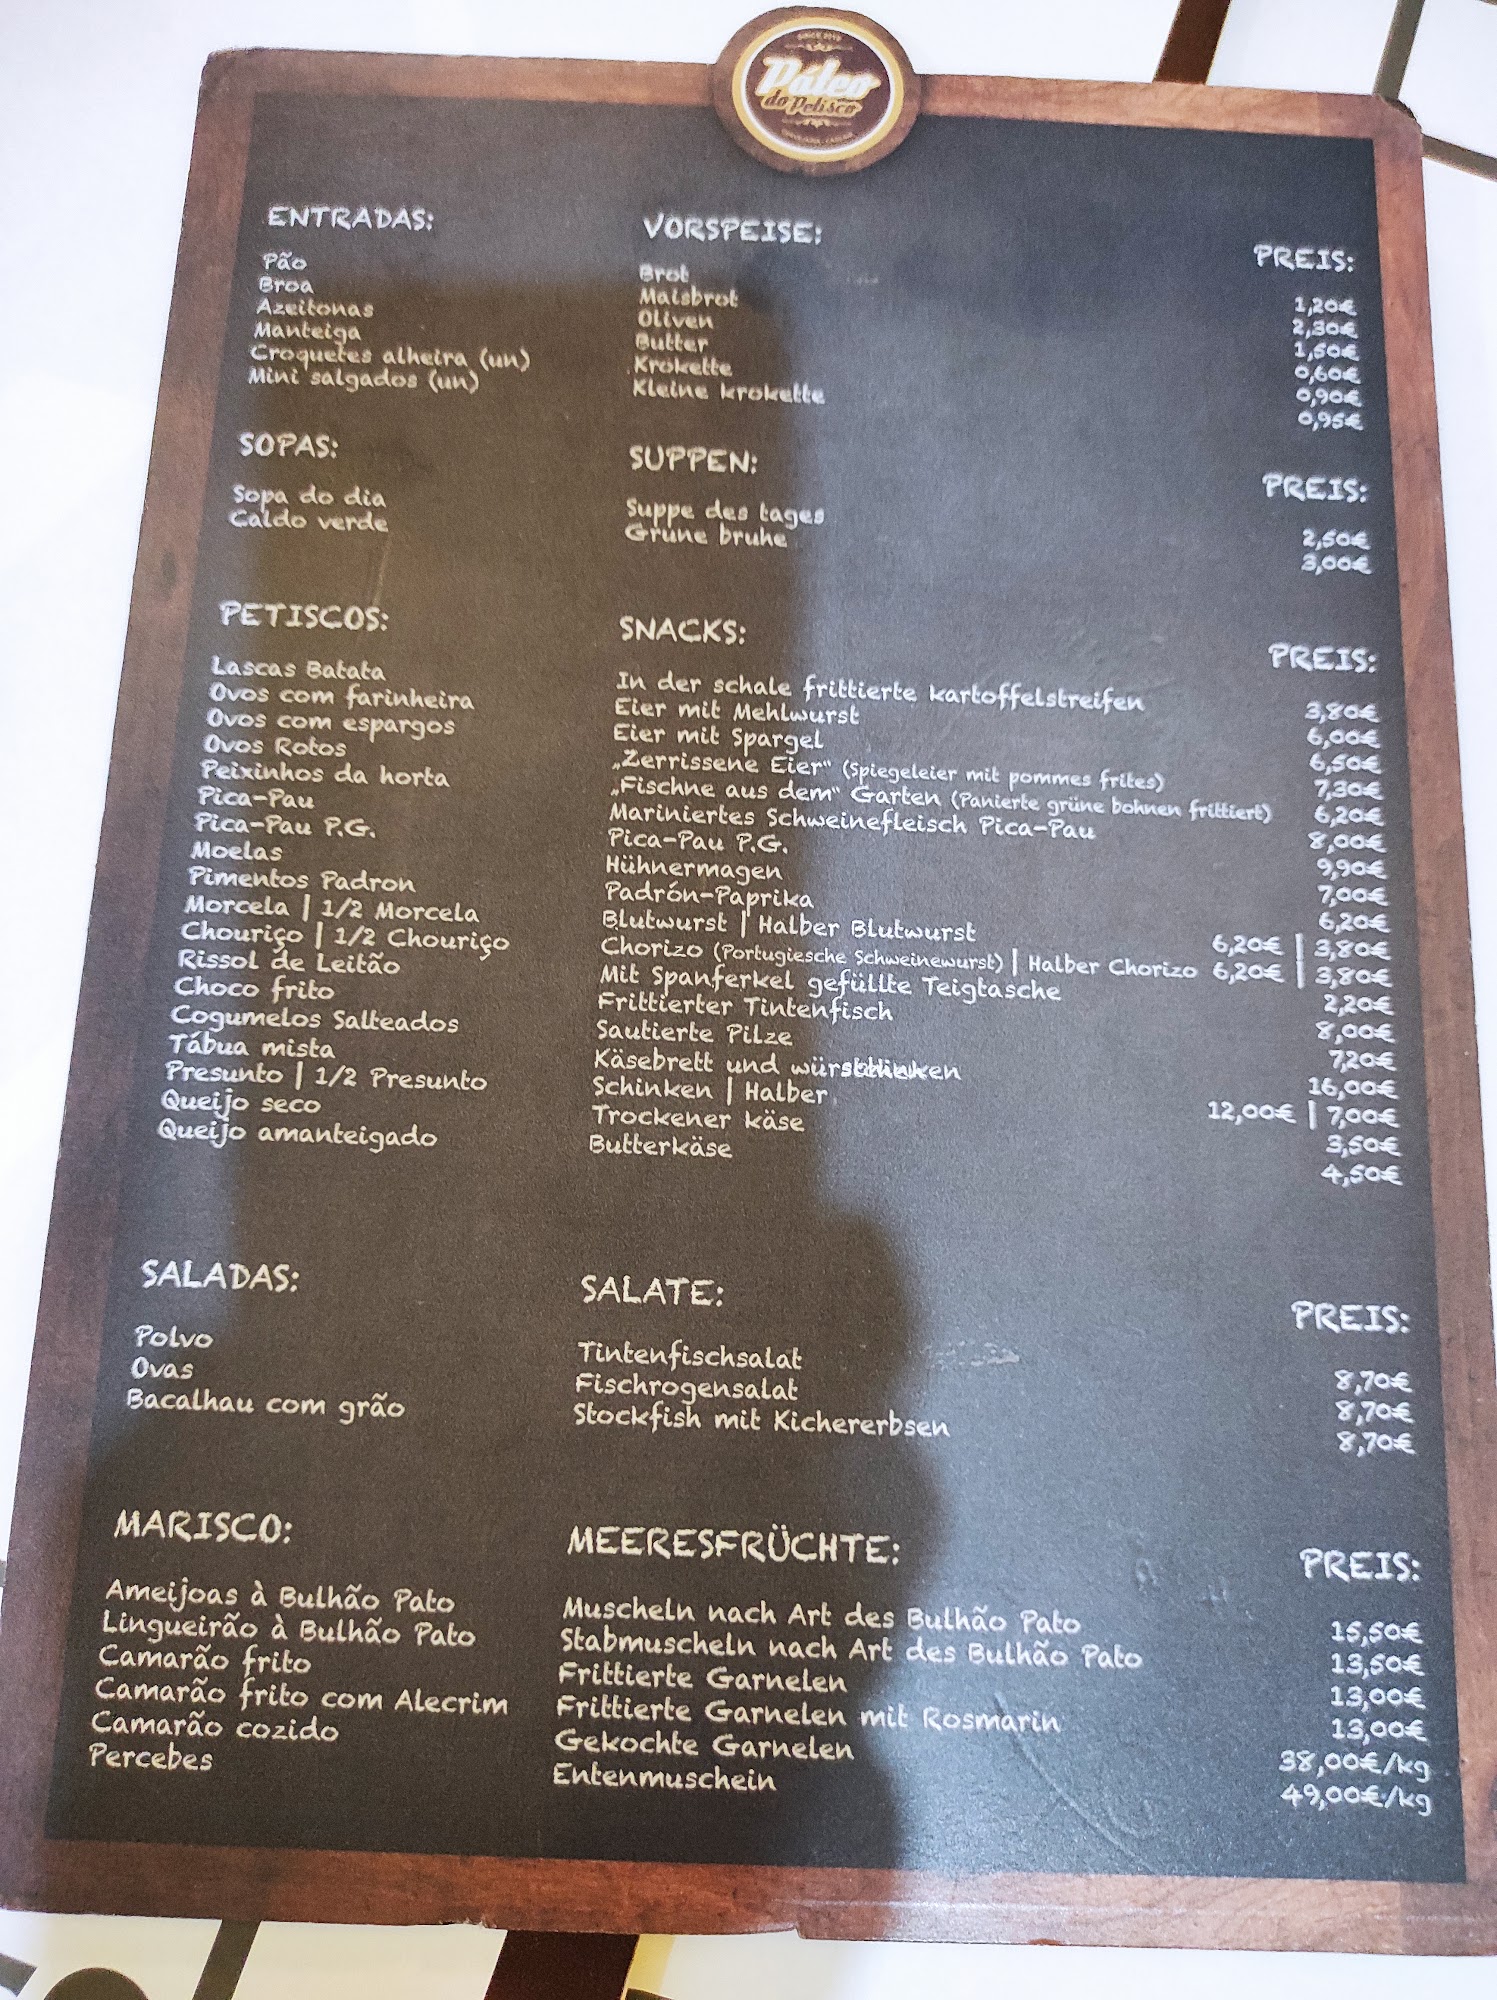 SINCE 2015
Páteo
do Petisco
ENTRADAS: VORSPEISE: PREIS:
Pão Brot 1,20€
Broa Maisbrot 2,30€
Azeitonas Oliven 1,50€
Manteiga Butter 0,60€
Croquetes alheira (un) Krokette 0,90€
Mini salgados (un) Kleine krokette 0,95€
SOPAS: SUPPEN: PREIS:
Sopa do dia Suppe des tages 2,50€
Caldo verde Grune bruhe 3,00€
PETISCOS: SNACKS: PREIS:
Lascas Batata In der schale frittierte kartoffelstreifen 3,80€
Ovos com farinheira Eier mit Mehlwurst 6,00€
Ovos com espargos Eier mit Spargel 6,50€
Ovos Rotos „Zerrissene Eier“ (Spiegeleier mit pommes frites) 7,30€
Peixinhos da horta „Fischne aus dem“ Garten (Panierte grüne bohnen frittiert) 6,20€
Pica-Pau Mariniertes Schweinefleisch Pica-Pau 8,00€
Pica-Pau P.G. Pica-Pau P.G. 9,90€
Moelas Hühnermagen 7,00€
Pimentos Padron Padrón-Paprika 6,20€
Morcela | 1/2 Morcela Blutwurst | Halber Blutwurst 6,20€ | 3,80€
Chouriço | 1/2 Chouriço Chorizo (Portugiesche Schweinewurst) | Halber Chorizo 6,20€ | 3,80€
Rissol de Leitão Mit Spanferkel gefüllte Teigtasche 2,20€
Choco frito Frittierter Tintenfisch 8,00€
Cogumelos Salteados Sautierte Pilze 7,20€
Tábua mista Käsebrett und 16,00€
Presunto | 1/2 Presunto Schinken | Halber 12,00€ | 7,00€
Queijo seco Trockener käse 3,50€
Queijo amanteigado Butterkäse 4,50€
SALADAS: SALATE: PREIS:
Polvo Tintenfischsalat 8,70€
Ovas Fischrogensalat 8,70€
Bacalhau com grão Stockfish mit Kichererbsen 8,70€
MARISCO: MEERESFRÜCHTE: PREIS:
Ameijoas à Bulhão Pato Muscheln nach Art des Bulhão Pato 15,50€
Lingueirão à Bulhão Pato Stabmuscheln nach Art des Bulhão Pato 13,50€
Camarão frito Frittierte Garnelen 13,00€
Camarão frito com Alecrim Frittierte Garnelen mit Rosmarin 13,00€
Camarão cozido Gekochte Garnelen 38,00€/kg
Percebes Entenmuschein 49,00€/kg